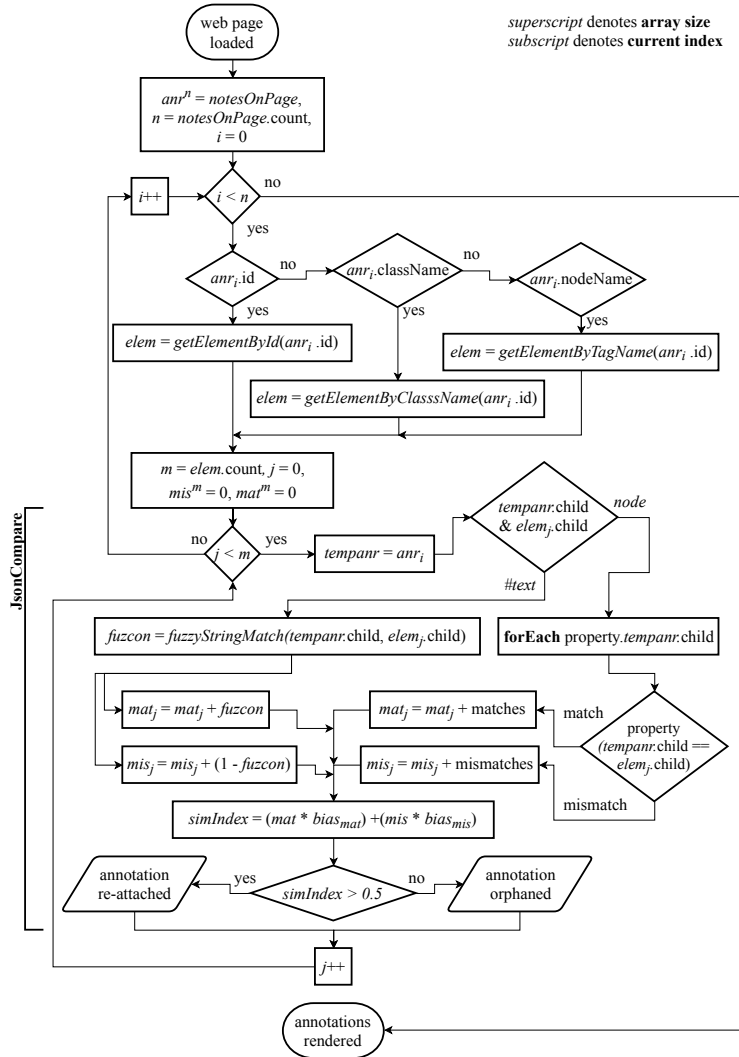 superscript denotes array size
subscript denotes current index
web page
loaded
anrⁿ = notesOnPage,
n = notesOnPage.count,
i = 0
i++
i < n
no
yes
anrᵢ.id
no
anrᵢ.className
no
anrᵢ.nodeName
yes
yes
yes
elem = getElementById(anrᵢ .id)
elem = getElementByTagName(anrᵢ .id)
elem = getElementByClasssName(anrᵢ .id)
m = elem.count, j = 0,
misᵐ = 0, matᵐ = 0
JsonCompare
no
j < m
yes
tempanr = anrᵢ
tempanr.child
& elemⱼ.child
node
#text
fuzcon = fuzzyStringMatch(tempanr.child, elemⱼ.child)
forEach property.tempanr.child
matⱼ = matⱼ + fuzcon
matⱼ = matⱼ + matches
match
property
(tempanr.child ==
elemⱼ.child)
misⱼ = misⱼ + (1 - fuzcon)
misⱼ = misⱼ + mismatches
mismatch
simIndex = (mat * bias_mat) +(mis * bias_mis)
annotation
re-attached
yes
simIndex > 0.5
no
annotation
orphaned
j++
annotations
rendered